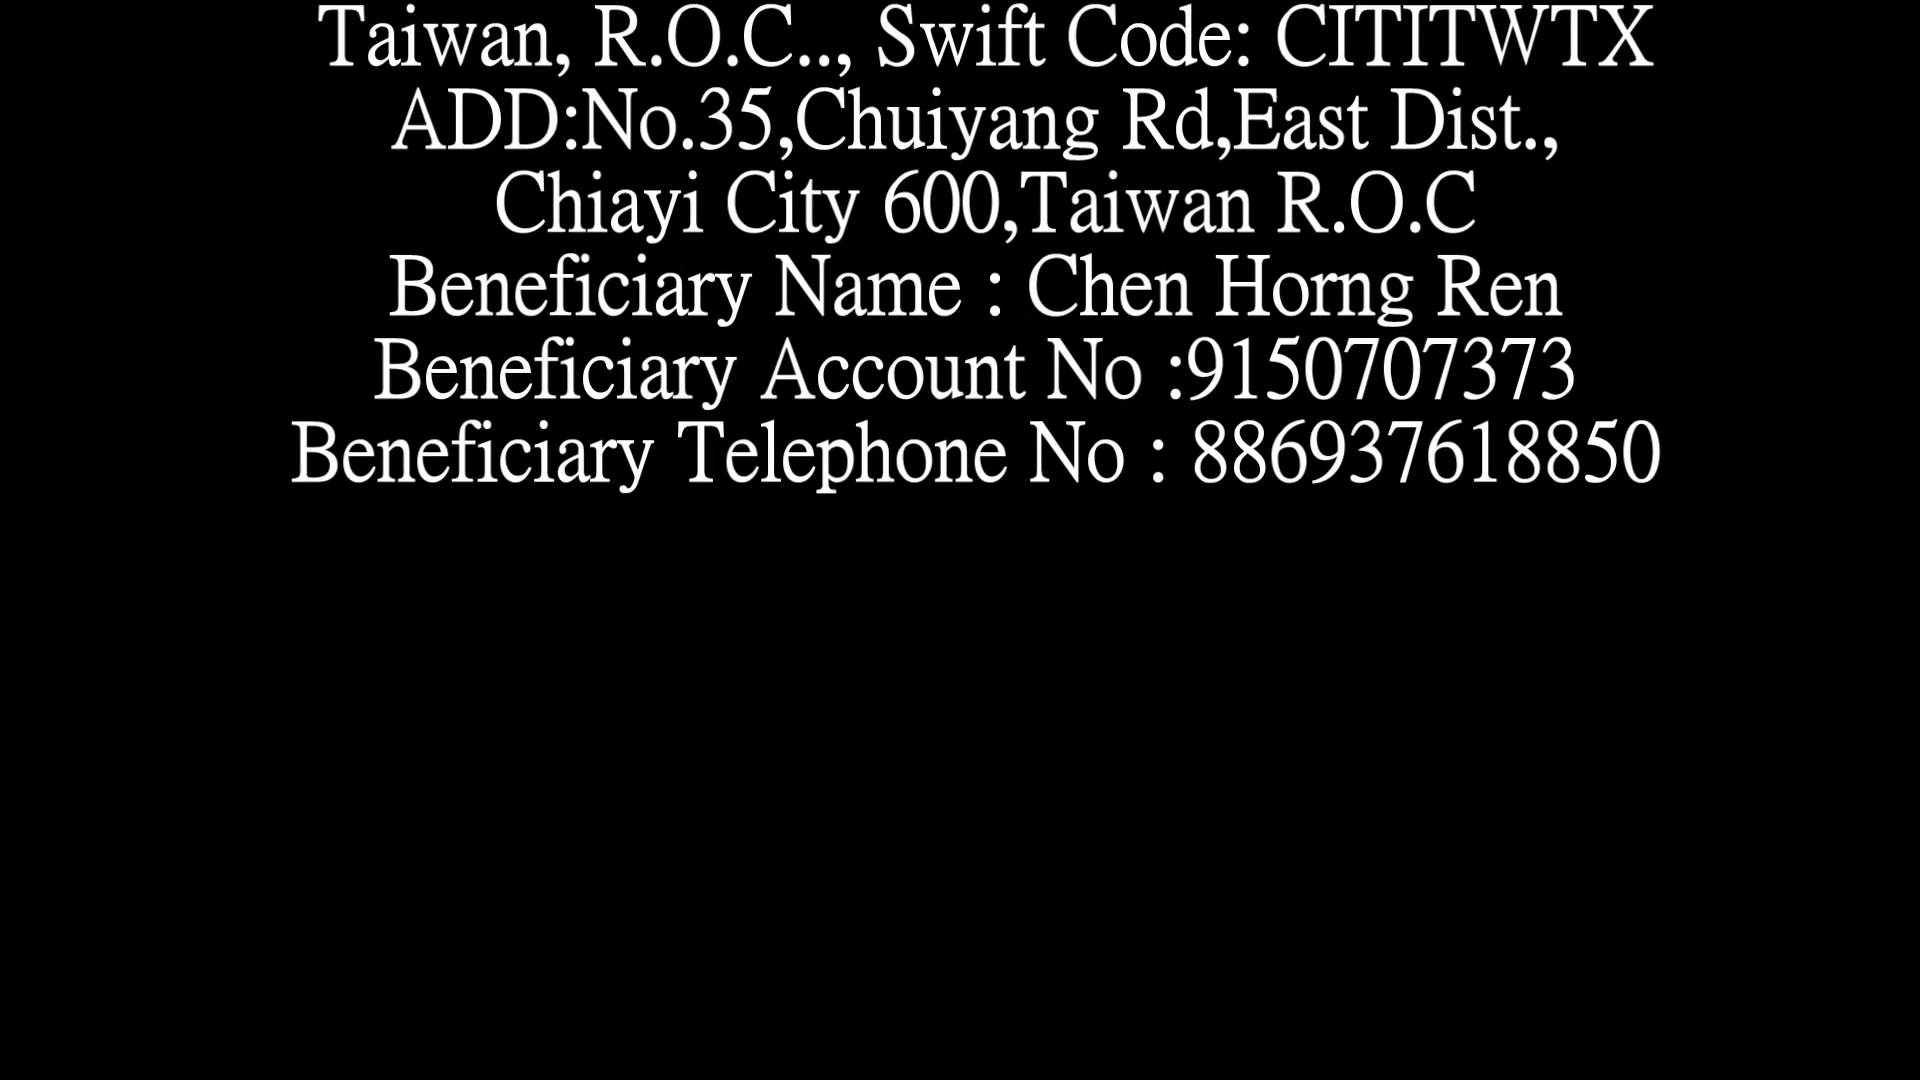 Taiwan, R.O.C.., Swift Code: CITITWTX
ADD:No.35,Chuiyang Rd,East Dist.,
Chiayi City 600,Taiwan R.O.C
Beneficiary Name : Chen Horng Ren
Beneficiary Account No :9150707373
Beneficiary Telephone No : 886937618850